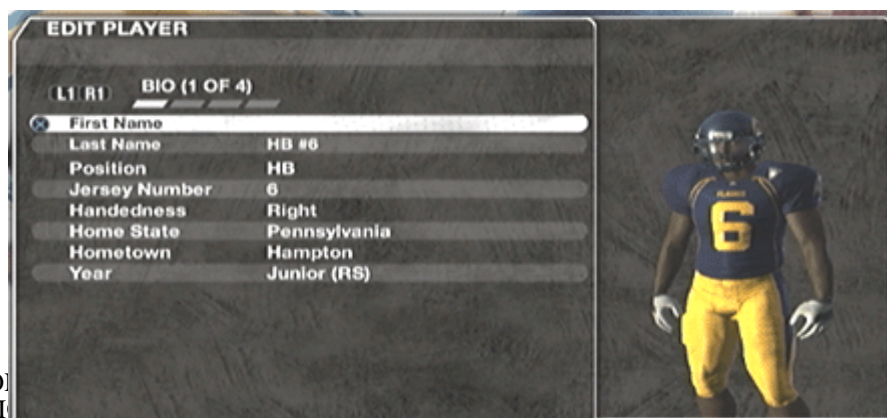 EDIT PLAYER
L1 R1 BIO (1 OF 4)
First Name
Last Name HB #6
Position HB
Jersey Number 6
Handedness Right
Home State Pennsylvania
Hometown Hampton
Year Junior (RS)
6